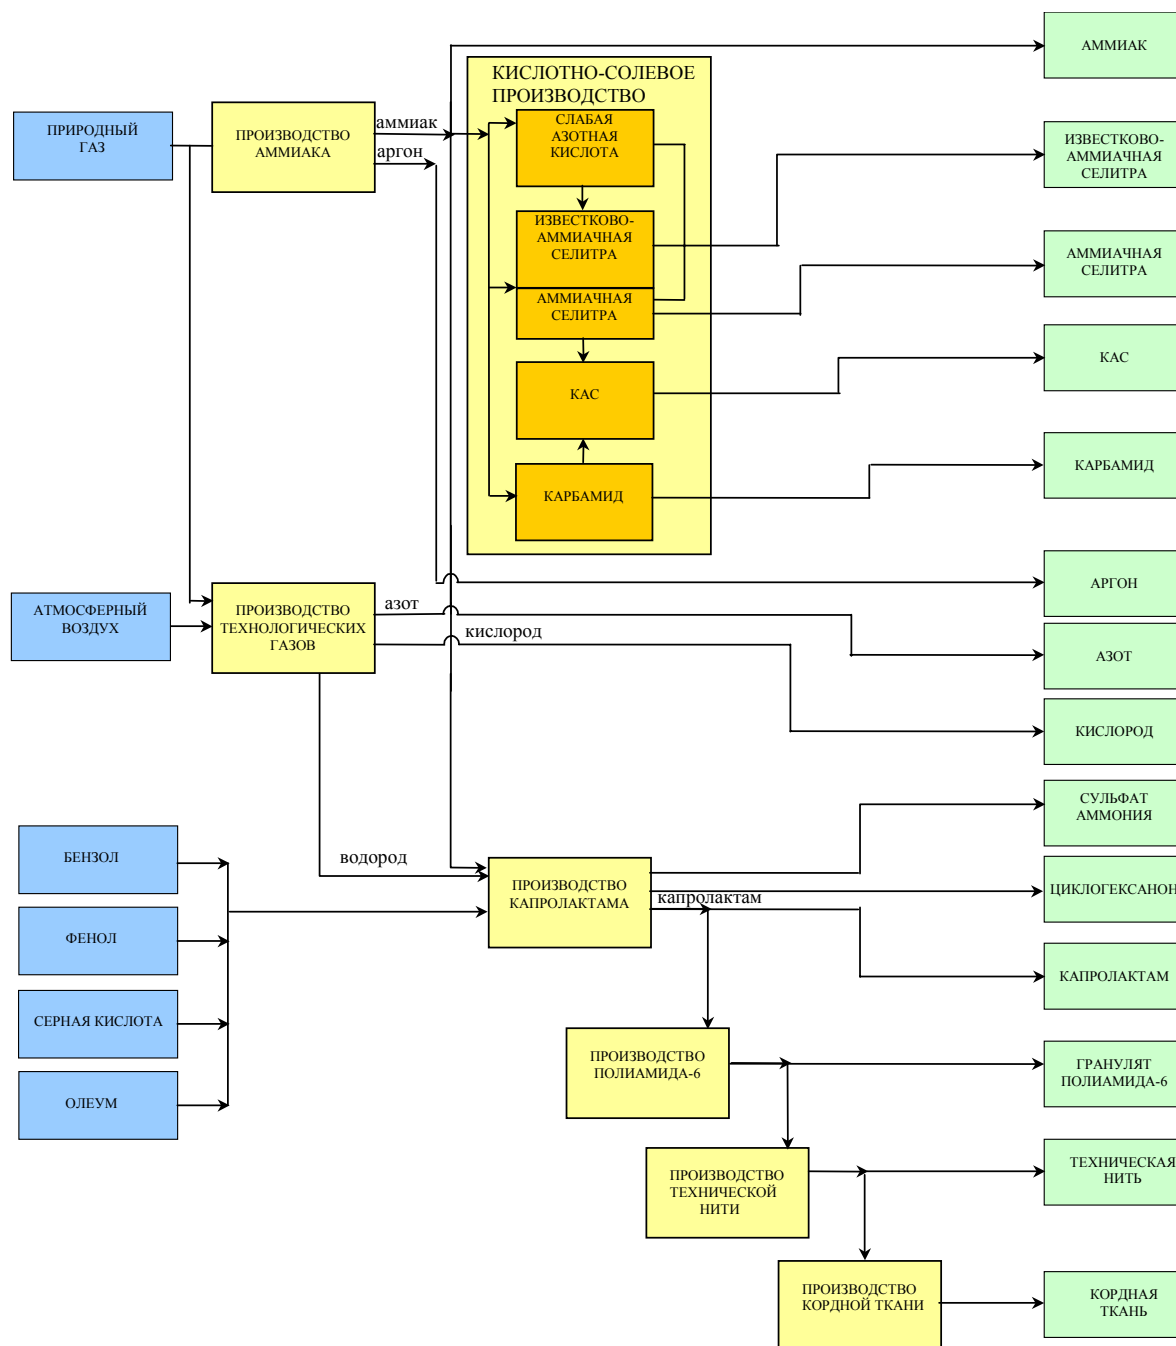 АММИАК
КИСЛОТНО-СОЛЕВОЕ
ПРОИЗВОДСТВО
ПРИРОДНЫЙ
ГАЗ
ПРОИЗВОДСТВО
АММИАКА
аммиак
аргон
СЛАБАЯ
АЗОТНАЯ
КИСЛОТА
ИЗВЕСТКОВО-
АММИАЧНАЯ
СЕЛИТРА
ИЗВЕСТКОВО-
АММИАЧНАЯ
СЕЛИТРА
АММИАЧНАЯ
СЕЛИТРА
АММИАЧНАЯ
СЕЛИТРА
КАС
КАС
КАРБАМИД
КАРБАМИД
АРГОН
АТМОСФЕРНЫЙ
ВОЗДУХ
ПРОИЗВОДСТВО
ТЕХНОЛОГИЧЕСКИХ
ГАЗОВ
азот
кислород
АЗОТ
КИСЛОРОД
СУЛЬФАТ
АММОНИЯ
БЕНЗОЛ
водород
ПРОИЗВОДСТВО
КАПРОЛАКТАМА
капролактам
ЦИКЛОГЕКСАНОН
ФЕНОЛ
КАПРОЛАКТАМ
СЕРНАЯ КИСЛОТА
ОЛЕУМ
ПРОИЗВОДСТВО
ПОЛИАМИДА-6
ГРАНУЛЯТ
ПОЛИАМИДА-6
ПРОИЗВОДСТВО
ТЕХНИЧЕСКОЙ
НИТИ
ТЕХНИЧЕСКАЯ
НИТЬ
ПРОИЗВОДСТВО
КОРДНОЙ ТКАНИ
КОРДНАЯ
ТКАНЬ